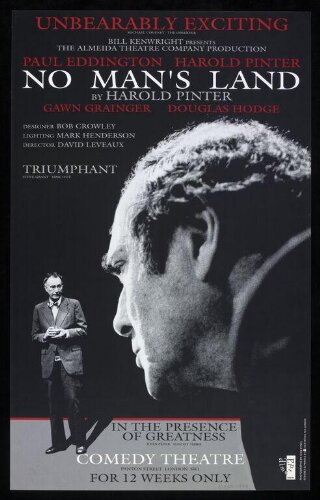 UNBEARABLY EXCITING
BILL KENWRIGHT PRESENTS
THE ALMEIDA THEATRE COMPANY PRODUCTION
PAUL EDDINGTON HAROLD PINTER
NO MAN'S LAND
BY HAROLD PINTER
GAWN GRAINGER DOUGLAS HODGE
DESIGNER BOB CROWLEY
LIGHTING MARK HENDERSON
DIRECTOR DAVID LEVEAUX
TRIUMPHANT
IN THE PRESENCE
OF GREATNESS
COMEDY THEATRE
PANTON STREET, LONDON SW1
FOR 12 WEEKS ONLY